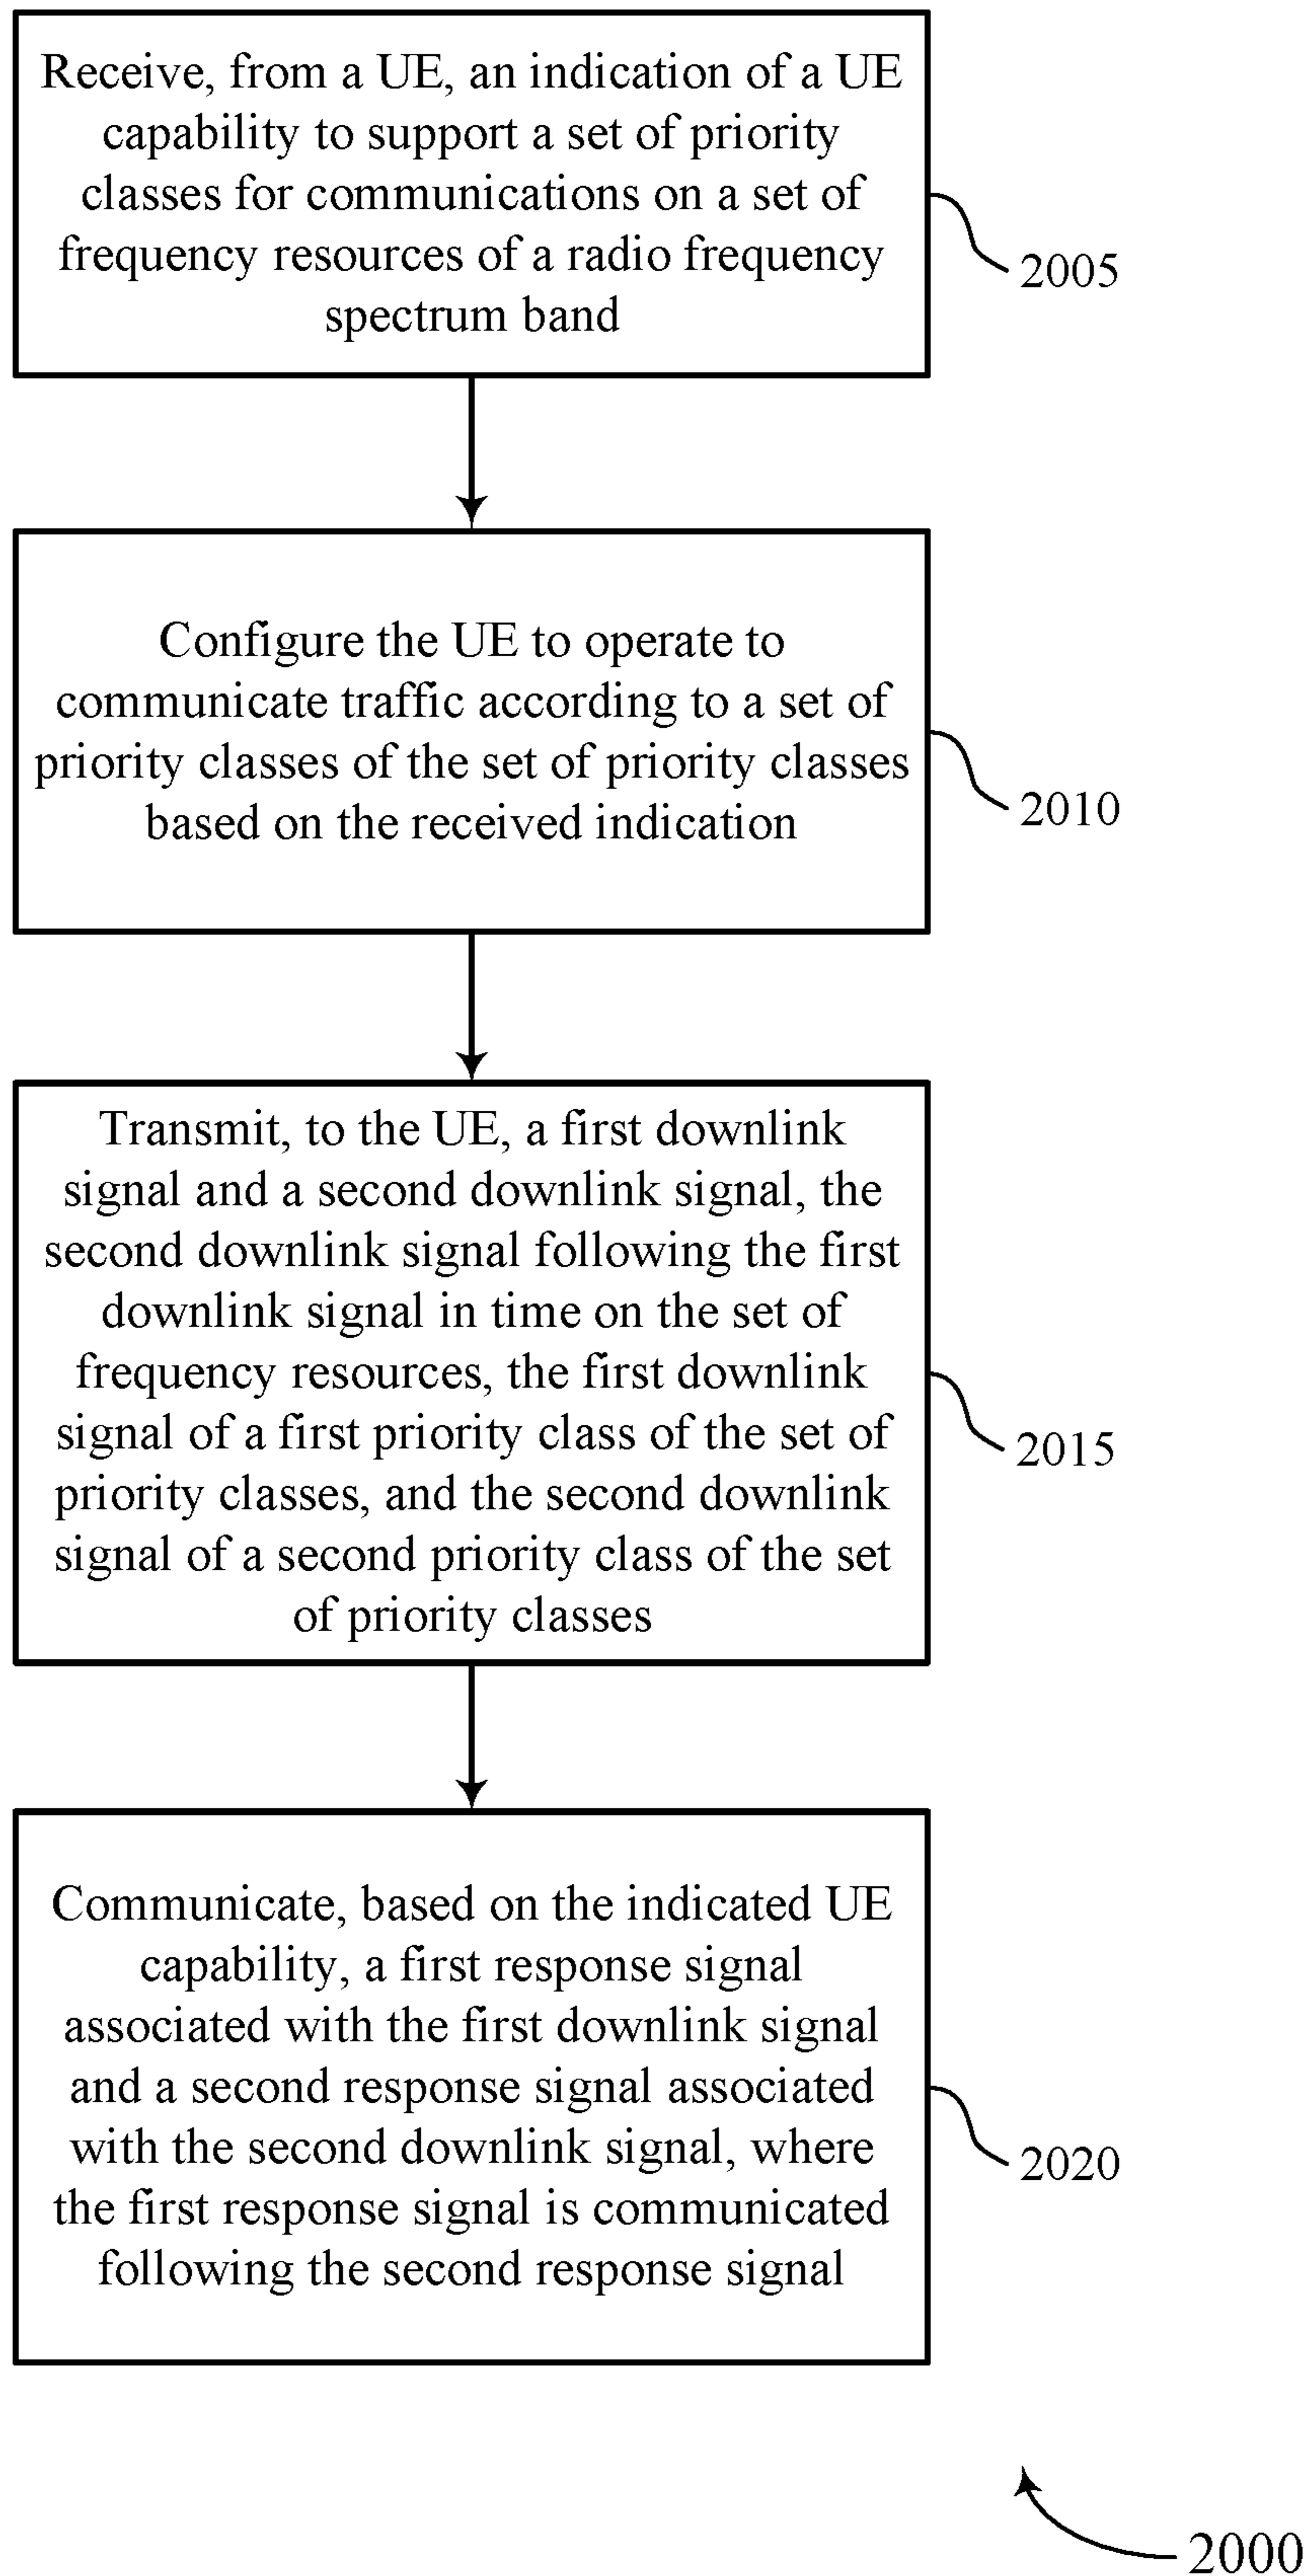 Receive, from a UE, an indication of a UE
capability to support a set of priority
classes for communications on a set of
frequency resources of a radio frequency
spectrum band
2005
Configure the UE to operate to
communicate traffic according to a set of
priority classes of the set of priority classes
based on the received indication
2010
Transmit, to the UE, a first downlink
signal and a second downlink signal, the
second downlink signal following the first
downlink signal in time on the set of
frequency resources, the first downlink
signal of a first priority class of the set of
priority classes, and the second downlink
signal of a second priority class of the set
of priority classes
2015
Communicate, based on the indicated UE
capability, a first response signal
associated with the first downlink signal
and a second response signal associated
with the second downlink signal, where
the first response signal is communicated
following the second response signal
2020
2000